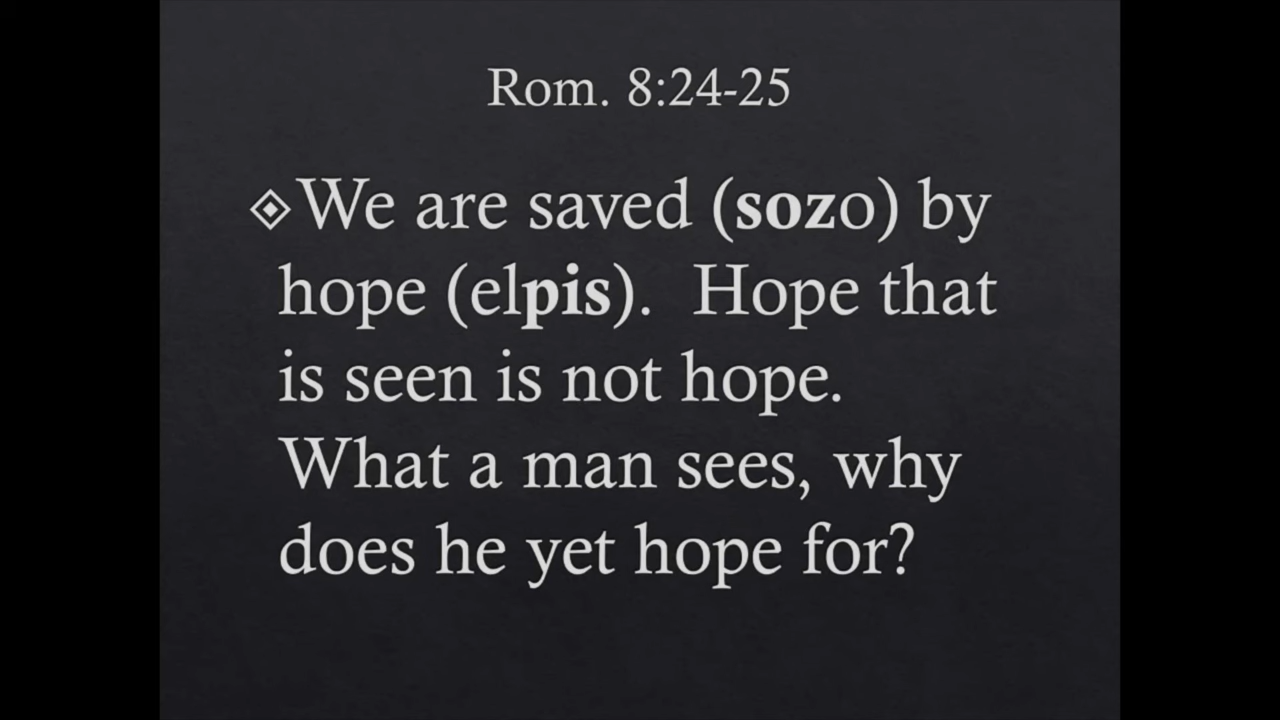 Rom. 8:24-25
We are saved (sozo) by
hope (elpis).  Hope that
is seen is not hope.
What a man sees, why
does he yet hope for?